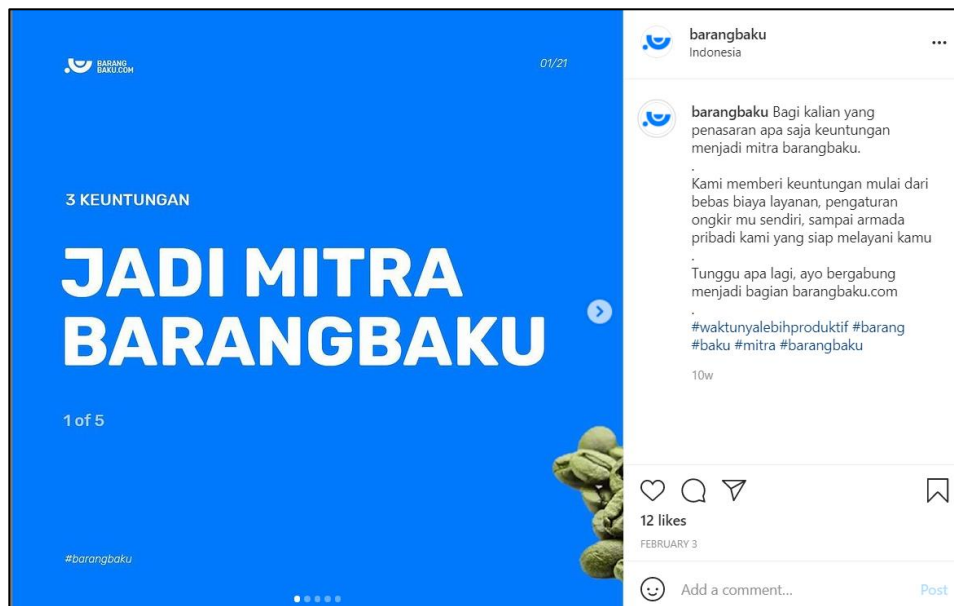 BARANG
BAKU.COM
01/21
3 KEUNTUNGAN
JADI MITRA
BARANGBAKU
1 of 5
#barangbaku
barangbaku
Indonesia
barangbaku Bagi kalian yang
penasaran apa saja keuntungan
menjadi mitra barangbaku.
.
Kami memberi keuntungan mulai dari
bebas biaya layanan, pengaturan
ongkir mu sendiri, sampai armada
pribadi kami yang siap melayani kamu
.
Tunggu apa lagi, ayo bergabung
menjadi bagian barangbaku.com
.
#waktunyalebihproduktif #barang
#baku #mitra #barangbaku
10w
12 likes
FEBRUARY 3
Add a comment...
Post